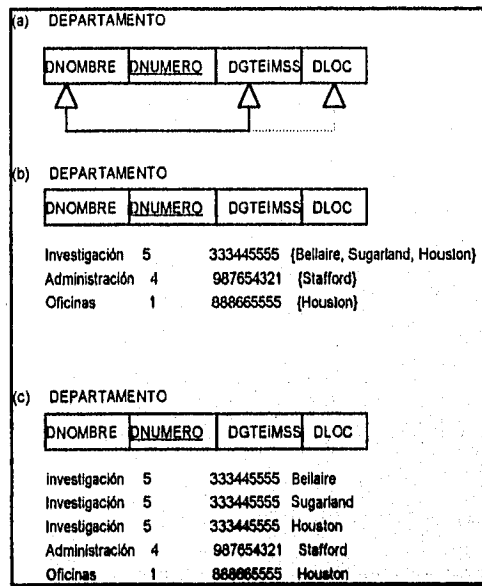 (a) DEPARTAMENTO
DNOMBRE DNUMERO DGTEIMSS DLOC
(b) DEPARTAMENTO
DNOMBRE DNUMERO DGTEIMSS DLOC
Investigación 5 333445555 {Bellaire, Sugarland, Houston}
Administración 4 987654321 {Stafford}
Oficinas 1 888665555 {Houston}
(c) DEPARTAMENTO
DNOMBRE DNUMERO DGTEIMSS DLOC
Investigación 5 333445555 Bellaire
Investigación 5 333445555 Sugarland
Investigación 5 333445555 Houston
Administración 4 987654321 Stafford
Oficinas 1 888665555 Houston